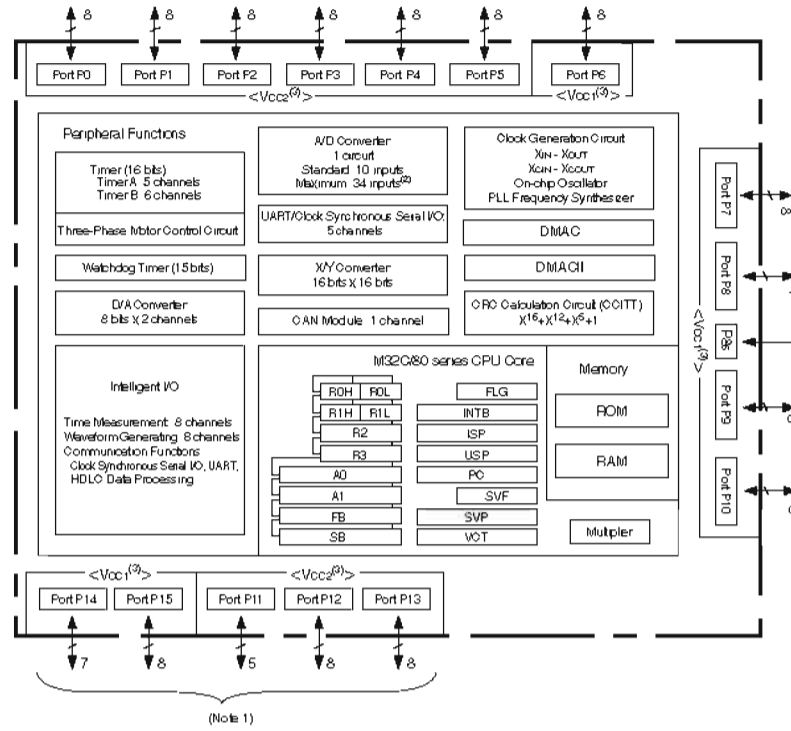 8 8 8 8 8 8 8
Port P0 Port P1 Port P2 Port P3 Port P4 Port P5 Port P6
<VCC2(3)> <VCC1(3)>
Peripheral Functions
Timer (16 bits)
Timer A 5 channels
Timer B 6 channels
Three-Phase Motor Control Circuit
Watchdog Timer (15 bits)
D/A Converter
8 bits X 2 channels
Intelligent I/O
Time Measurement 8 channels
Waveform Generating 8 channels
Communication Functions
Clock Synchronous Serial I/O, UART,
HDLC Data Processing
A/D Converter
1 circuit
Standard 10 inputs
Maximum 34 inputs(2)
UART/Clock Synchronous Serial I/O:
5 channels
X/Y Converter
16 bits X 16 bits
CAN Module 1 channel
Clock Generation Circuit
XIN - XOUT
XCIN - XCOUT
On-chip Oscillator
PLL Frequency Synthesizer
DMAC
DMACII
CRC Calculation Circuit (CCITT)
X16+X12+X5+1
M32C/80 series CPU Core
R0H R0L
R1H R1L
R2
R3
A0
A1
FB
SB
FLG
INTB
ISP
USP
PC
SVF
SVP
VCT
Memory
ROM
RAM
Multiplier
<VCC1(3)>
Port P7
8
Port P8
P85
Port P9
Port P10
<VCC1(3)> <VCC2(3)>
Port P14 Port P15 Port P11 Port P12 Port P13
7 8 5 8 8
(Note 1)